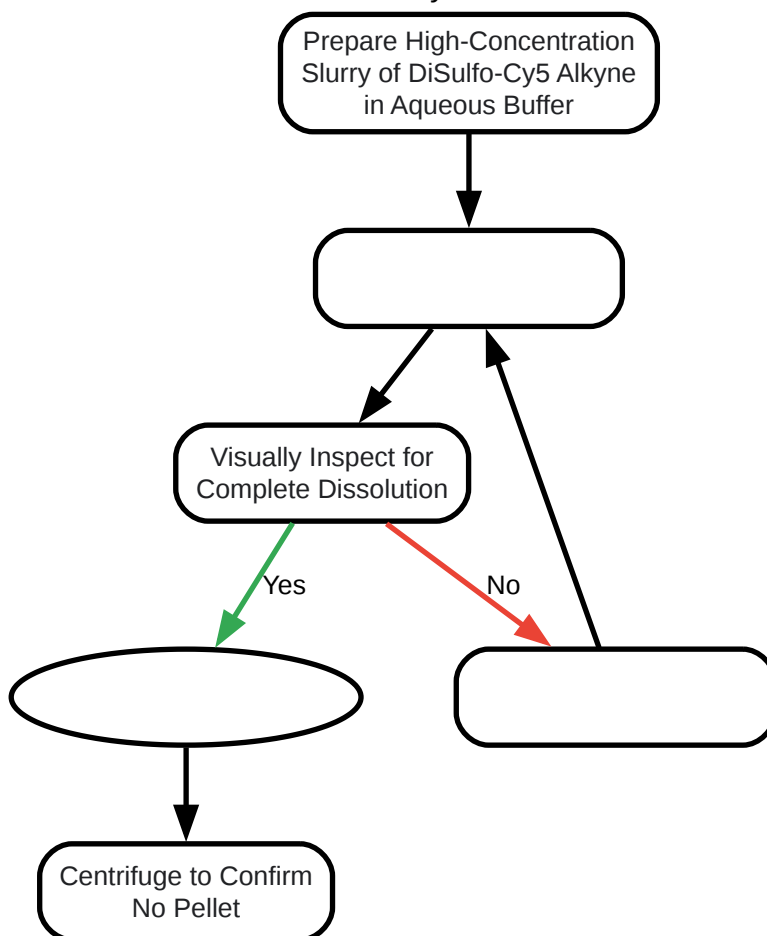 Prepare High-Concentration
Slurry of DiSulfo-Cy5 Alkyne
in Aqueous Buffer
Visually Inspect for
Complete Dissolution
Yes
No
Centrifuge to Confirm
No Pellet